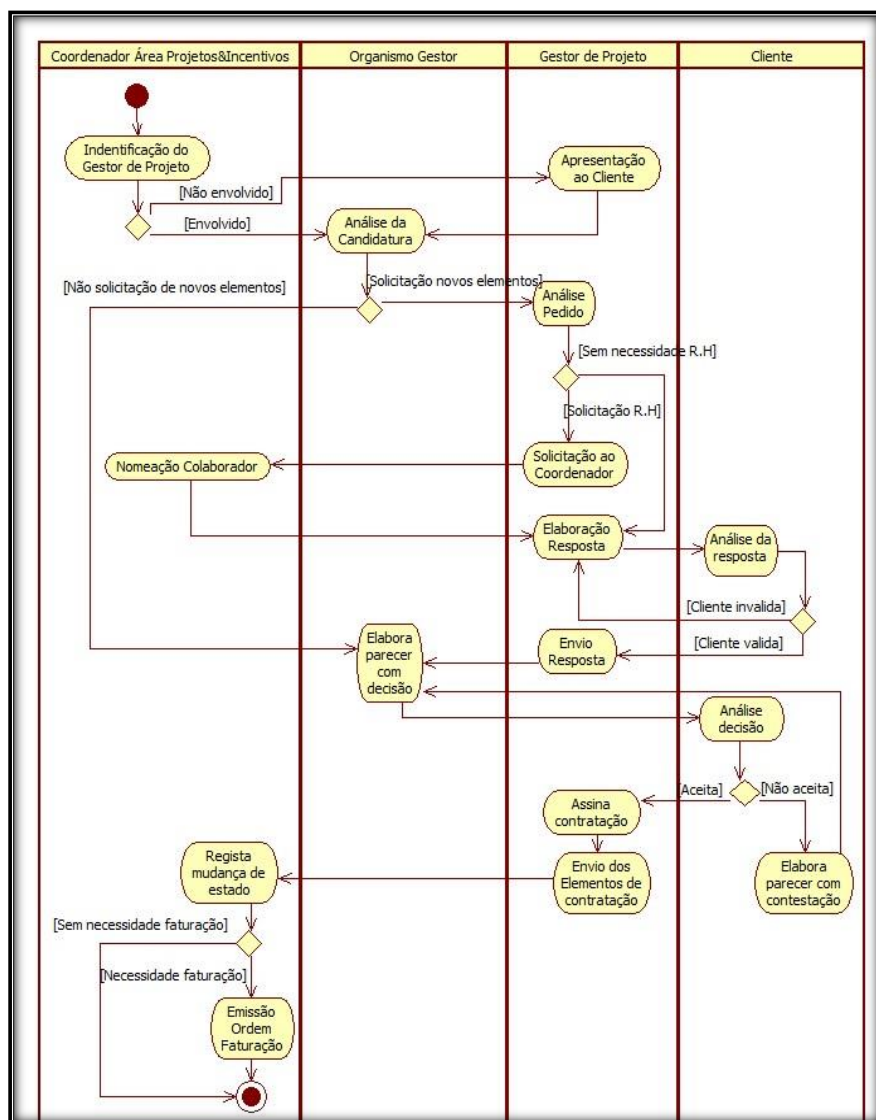 Coordenador Área Projetos&Incentivos
Organismo Gestor
Gestor de Projeto
Cliente
Indentificação do
Gestor de Projeto
[Não envolvido]
Apresentação
ao Cliente
[Envolvido]
Análise da
Candidatura
[Não solicitação de novos elementos]
[Solicitação novos elementos]
Análise
Pedido
[Sem necessidade R.H]
[Solicitação R.H]
Nomeação Colaborador
Solicitação ao
Coordenador
Elaboração
Resposta
Análise da
resposta
[Cliente invalida]
[Cliente valida]
Elabora
parecer
com
decisão
Envio
Resposta
Análise
decisão
[Aceita]
[Não aceita]
Assina
contratação
Regista
mudança de
estado
Envio dos
Elementos de
contratação
Elabora
parecer com
contestação
[Sem necessidade faturação]
[Necessidade faturação]
Emissão
Ordem
Faturação